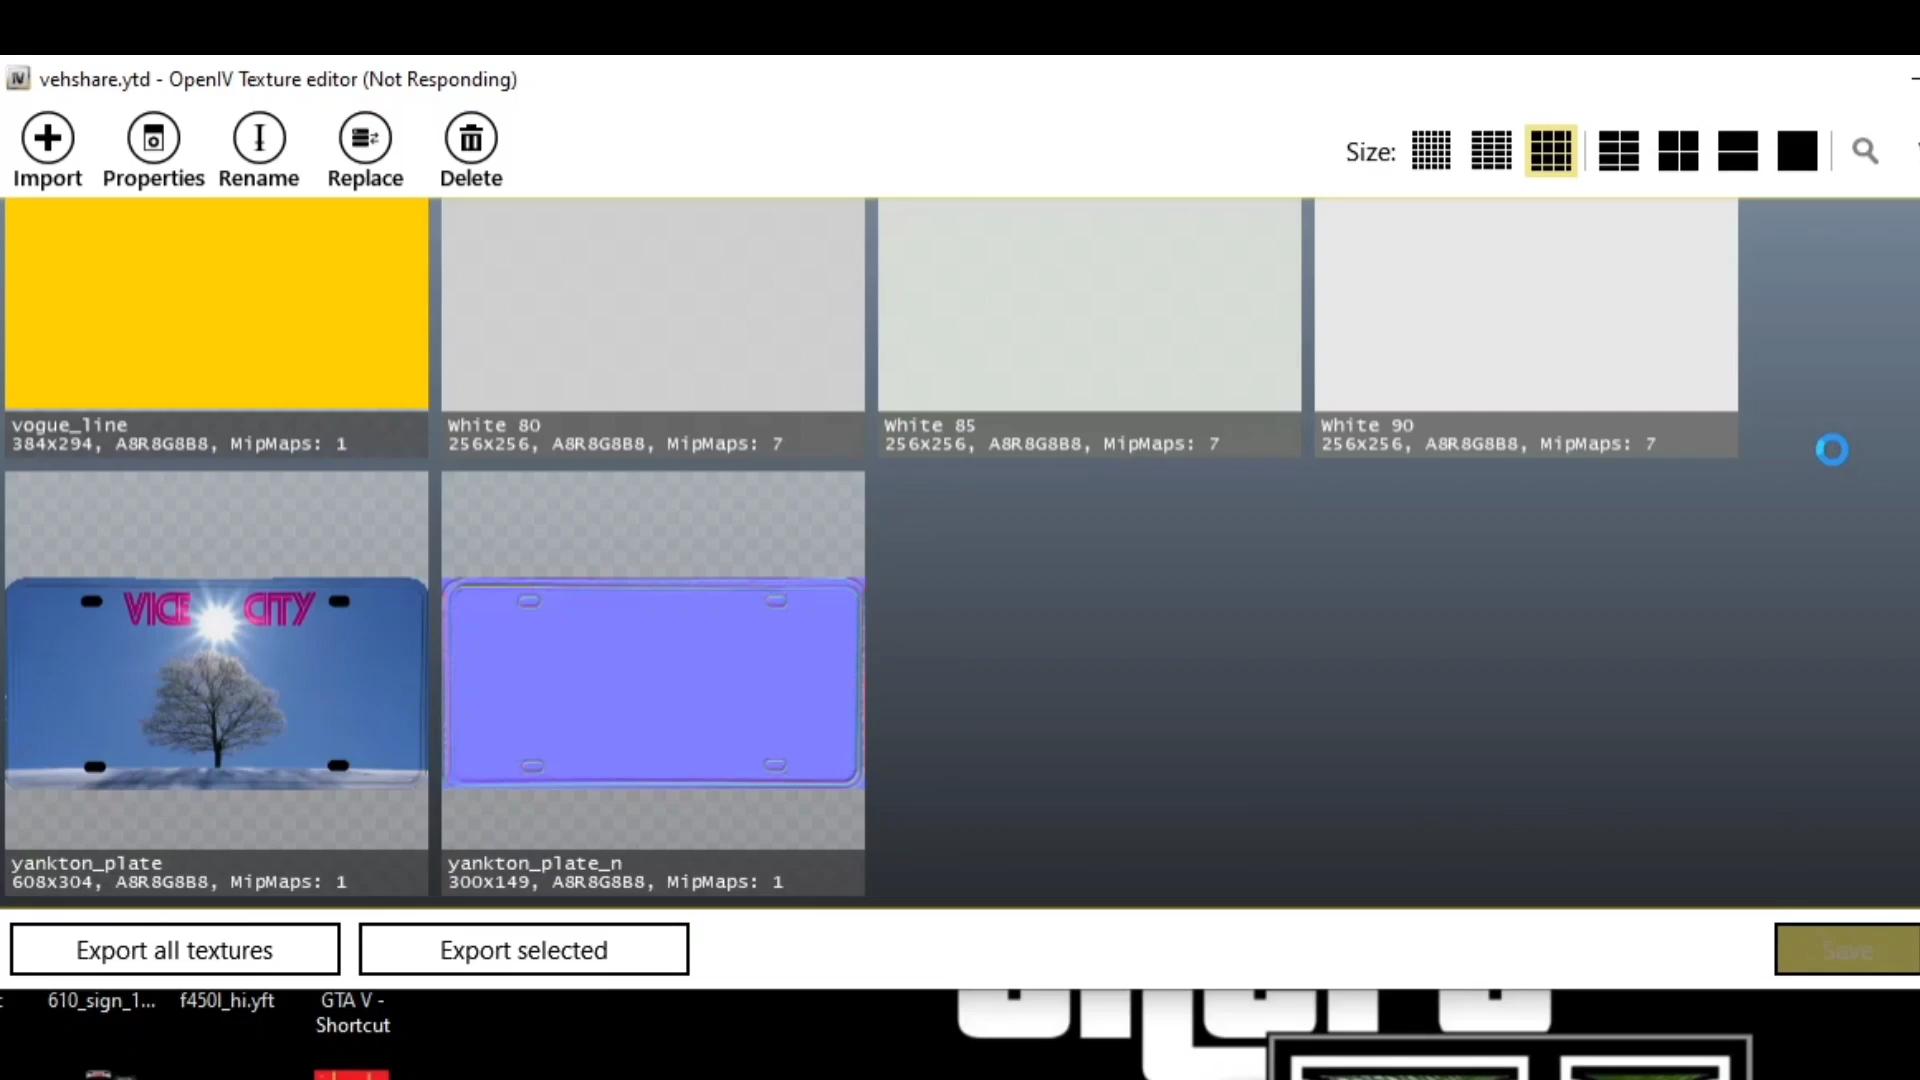 vehshare.ytd - OpenIV Texture editor (Not Responding)
Import Properties Rename Replace Delete
Size:
vogue_line
384x294, A8R8G8B8, MipMaps: 1
White 80
256x256, A8R8G8B8, MipMaps: 7
White 85
256x256, A8R8G8B8, MipMaps: 7
White 90
256x256, A8R8G8B8, MipMaps: 7
VICE CITY
yankton_plate
608x304, A8R8G8B8, MipMaps: 1
yankton_plate_n
300x149, A8R8G8B8, MipMaps: 1
Export all textures
Export selected
Save
610_sign_1...
f450l_hi.yft
GTA V -
Shortcut